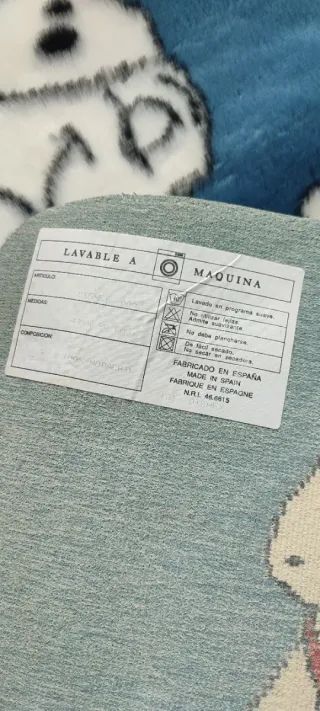 LAVABLE A MAQUINA
ARTICULO:
MEDIDAS:
COMPOSICION:
Lavado en programa suave.
No utilizar lejías
Admite suavizante.
No debe plancharse.
De fácil secado.
No secar en secadora.
FABRICADO EN ESPAÑA
MADE IN SPAIN
FABRIQUE EN ESPAGNE
N.R.I. 46.661$